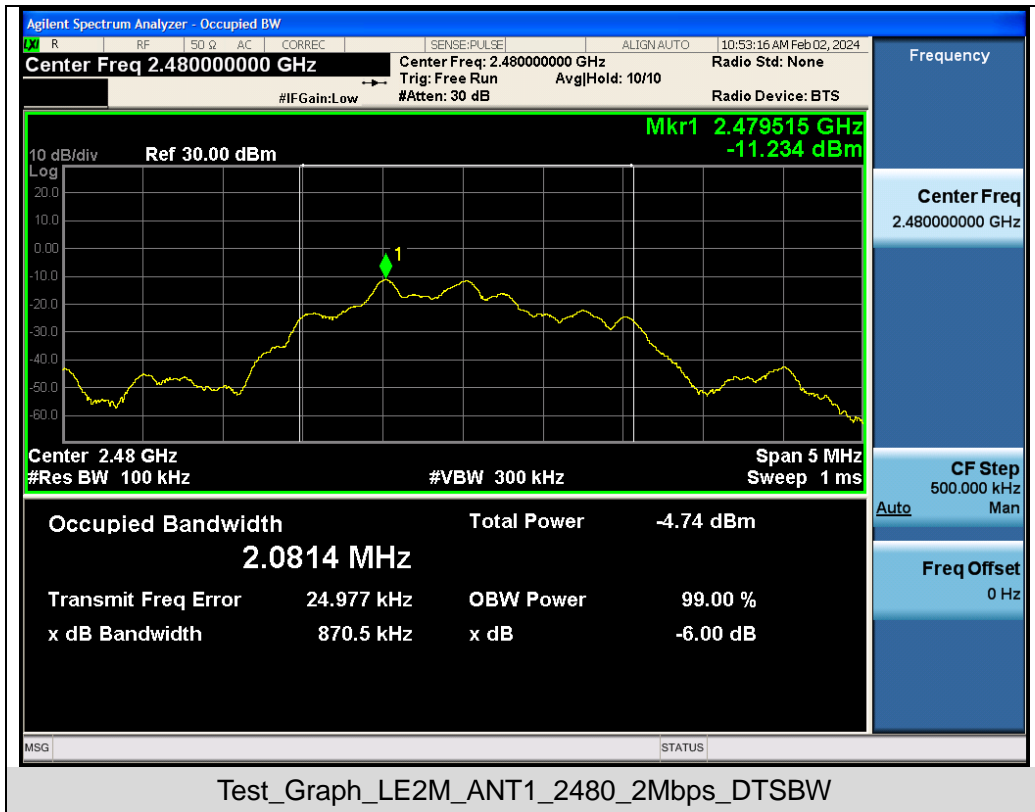 Agilent Spectrum Analyzer - Occupied BW
LXI R RF 50 Ω AC CORREC SENSE:PULSE ALIGN AUTO 10:53:16 AM Feb 02, 2024
Center Freq 2.480000000 GHz Center Freq: 2.480000000 GHz Radio Std: None
Trig: Free Run Avg|Hold: 10/10
#IFGain:Low #Atten: 30 dB Radio Device: BTS
Mkr1 2.479515 GHz
10 dB/div Ref 30.00 dBm -11.234 dBm
Log
20.0
10.0
0.00
1
-10.0
-20.0
-30.0
-40.0
-50.0
-60.0
Center 2.48 GHz Span 5 MHz
#Res BW 100 kHz #VBW 300 kHz Sweep 1 ms
Occupied Bandwidth Total Power -4.74 dBm
2.0814 MHz
Transmit Freq Error 24.977 kHz OBW Power 99.00 %
x dB Bandwidth 870.5 kHz x dB -6.00 dB
MSG STATUS
Frequency
Center Freq
2.480000000 GHz
CF Step
500.000 kHz
Auto Man
Freq Offset
0 Hz
Test_Graph_LE2M_ANT1_2480_2Mbps_DTSBW